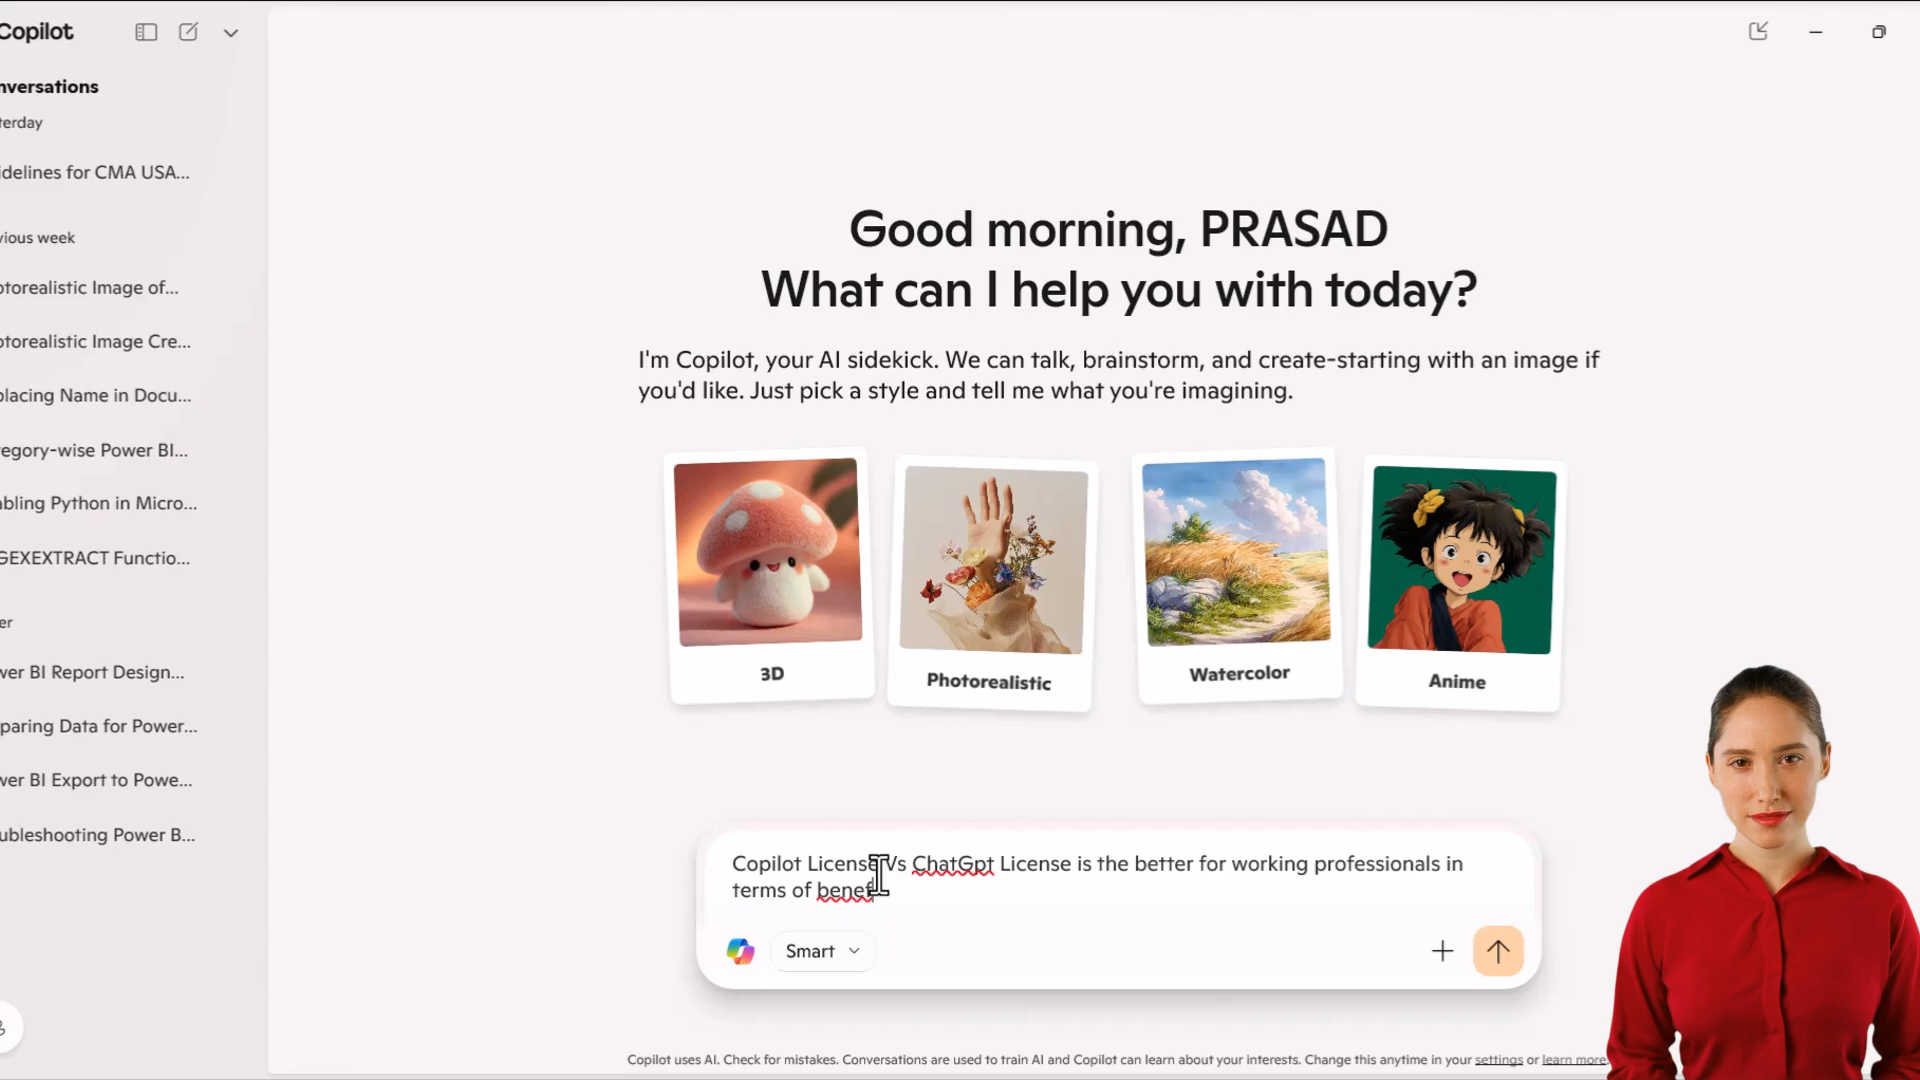 Copilot
nversations
terday
idelines for CMA USA...
vious week
otorealistic Image of...
otorealistic Image Cre...
placing Name in Docu...
regory-wise Power BI...
abling Python in Micro...
GEXEXTRACT Functio...
er
wer BI Report Design...
paring Data for Power...
wer BI Export to Powe...
ubleshooting Power B...
Good morning, PRASAD
What can I help you with today?
I'm Copilot, your AI sidekick. We can talk, brainstorm, and create-starting with an image if
you'd like. Just pick a style and tell me what you're imagining.
3D
Photorealistic
Watercolor
Anime
Copilot License Vs ChatGpt License is the better for working professionals in
terms of benef
Smart
Copilot uses AI. Check for mistakes. Conversations are used to train AI and Copilot can learn about your interests. Change this anytime in your settings or learn more.